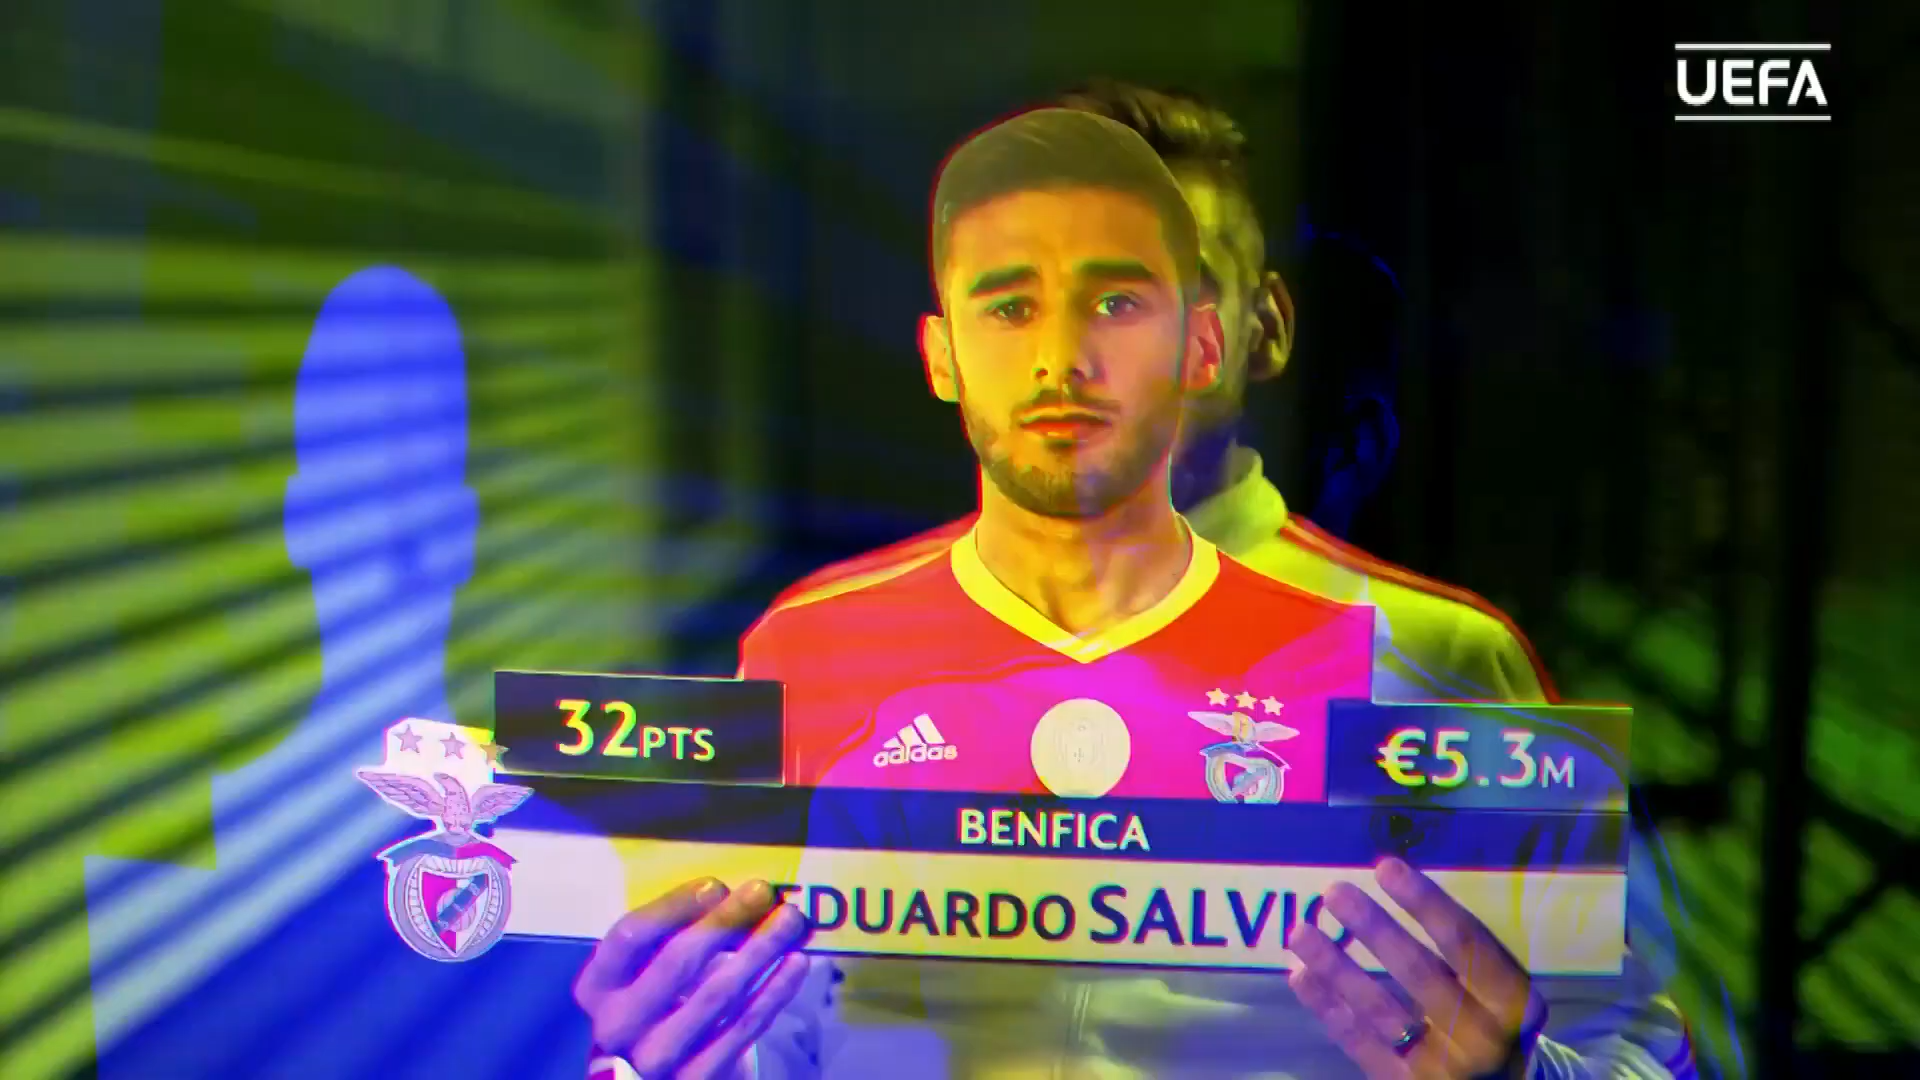 UEFA
32PTS
adidas
€5.3M
BENFICA
EDUARDO SALVIO